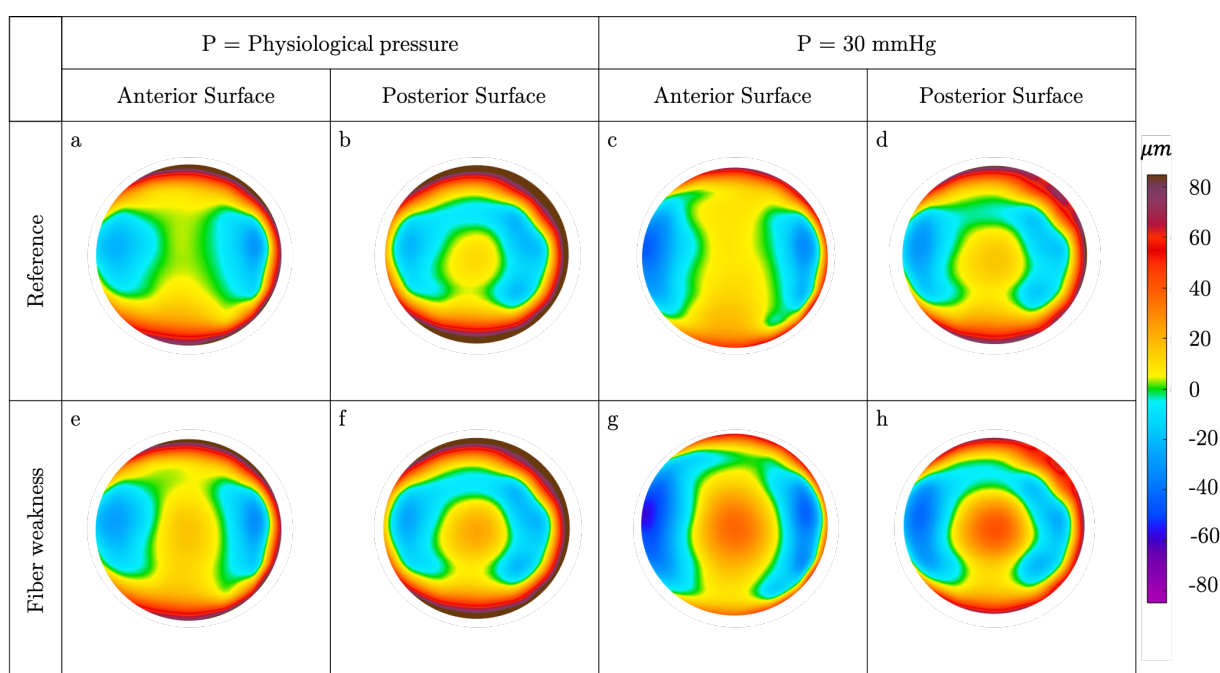 P = Physiological pressure
P = 30 mmHg
Anterior Surface
Posterior Surface
Anterior Surface
Posterior Surface
Reference
a
b
c
d
μm
80
60
40
20
0
-20
-40
-60
-80
Fiber weakness
e
f
g
h